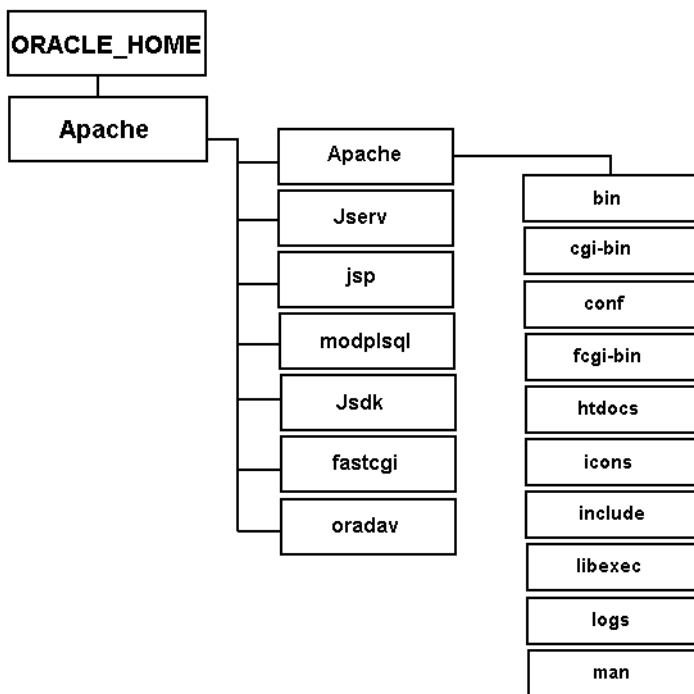 ORACLE_HOME
Apache
Apache
Jserv
jsp
modplsql
Jsdk
fastcgi
oradav
bin
cgi-bin
conf
fcgi-bin
htdocs
icons
include
libexec
logs
man